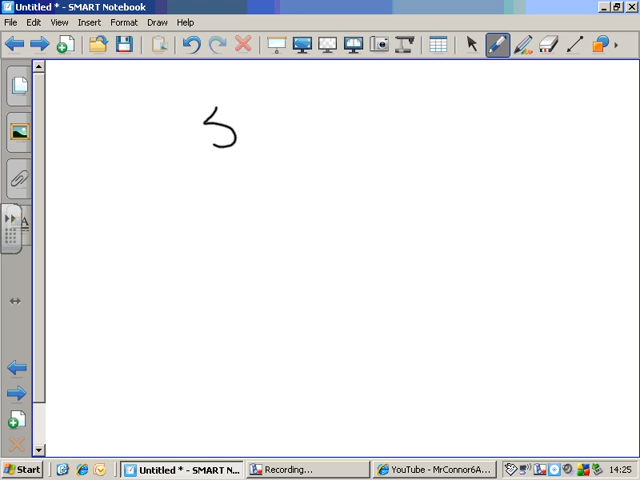 Untitled * - SMART Notebook
File Edit View Insert Format Draw Help
5
A
Start
Untitled * - SMART N...
Recording...
YouTube - MrConnor6A...
14:25